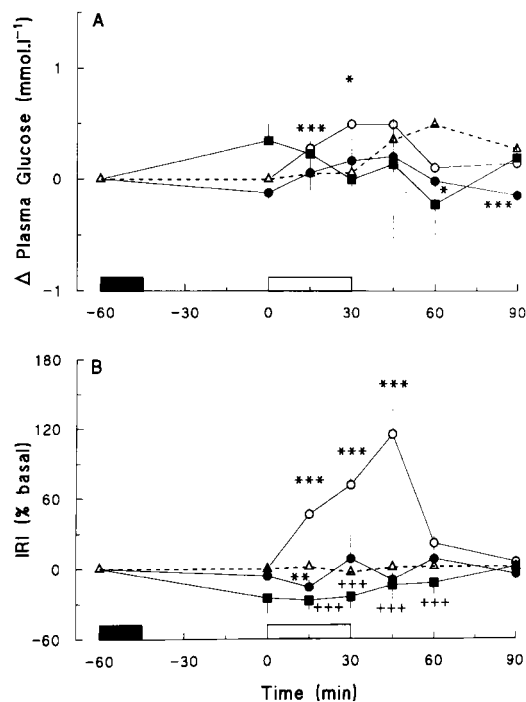 A
Δ Plasma Glucose (mmol.l⁻¹)
1
0
-1
*
***
*
***
-60 -30 0 30 60 90
B
IRI (% basal)
180
120
60
0
-60
***
***
***
**
+++
+++
+++
+++
-60 -30 0 30 60 90
Time (min)